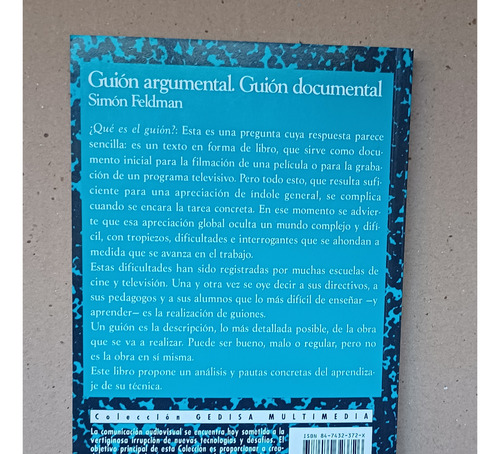 Guión argumental. Guión documental
Simón Feldman
¿Qué es el guión?: Esta es una pregunta cuya respuesta parece
sencilla: es un texto en forma de libro, que sirve como docu-
mento inicial para la filmación de una película o para la graba-
ción de un programa televisivo. Pero todo esto, que resulta sufi-
ciente para una apreciación de índole general, se complica
cuando se encara la tarea concreta. En ese momento se advier-
te que esa apreciación global oculta un mundo complejo y difí-
cil, con tropiezos, dificultades e interrogantes que se ahondan a
medida que se avanza en el trabajo.
Estas dificultades han sido registradas por muchas escuelas de
cine y televisión. Una y otra vez se oye decir a sus directivos, a
sus pedagogos y a sus alumnos que lo más difícil de enseñar —y
aprender— es la realización de guiones.
Un guión es la descripción, lo más detallada posible, de la obra
que se va a realizar. Puede ser bueno, malo o regular, pero no
es la obra en sí misma.
Este libro propone un análisis y pautas concretas del aprendiza-
je de su técnica.
Colección GEDISA MULTIMEDIA
La comunicación audiovisual se encuentra hoy sometida a la
vertiginosa irrupción de nuevas tecnologías y desafíos. El
objetivo principal de esta Colección es proporcionar a crea-
ISBN 84-7432-372-X